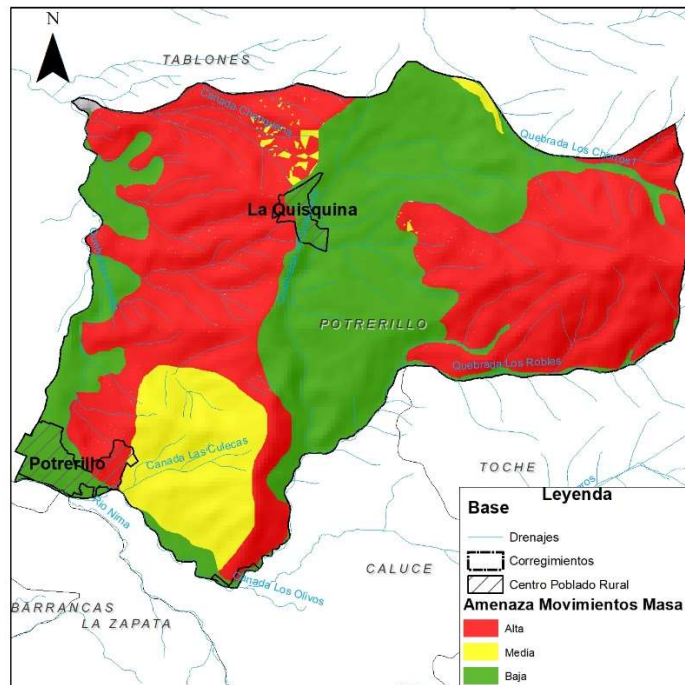 N
TABLONES
Quebrada Los Chorros
La Quisquina
POTRERILLO
Quebrada Los Robles
Canada Las Culecas
Potrerillo
TOCHE
Rio Nima
CALUCE
Canada Los Olivos
BARRANCAS
LA ZAPATA
Leyenda
Base
Drenajes
Corregimientos
Centro Poblado Rural
Amenaza Movimientos Masa
Alta
Media
Baja